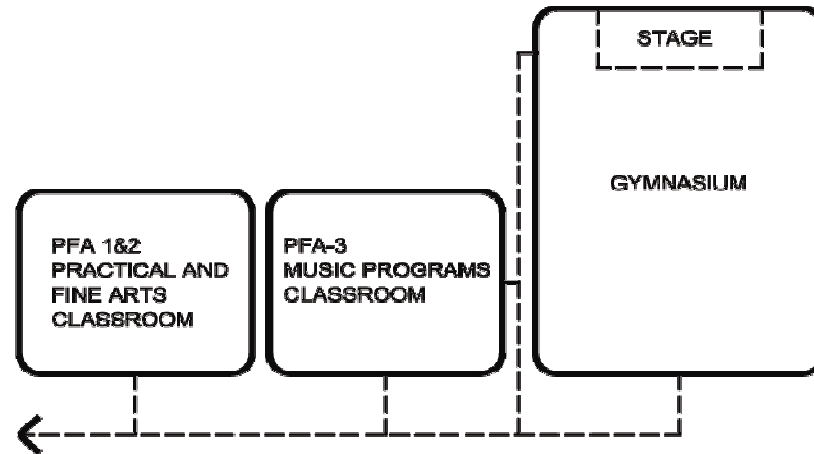 STAGE
GYMNASIUM
PFA 1&2
PRACTICAL AND
FINE ARTS
CLASSROOM
PFA-3
MUSIC PROGRAMS
CLASSROOM